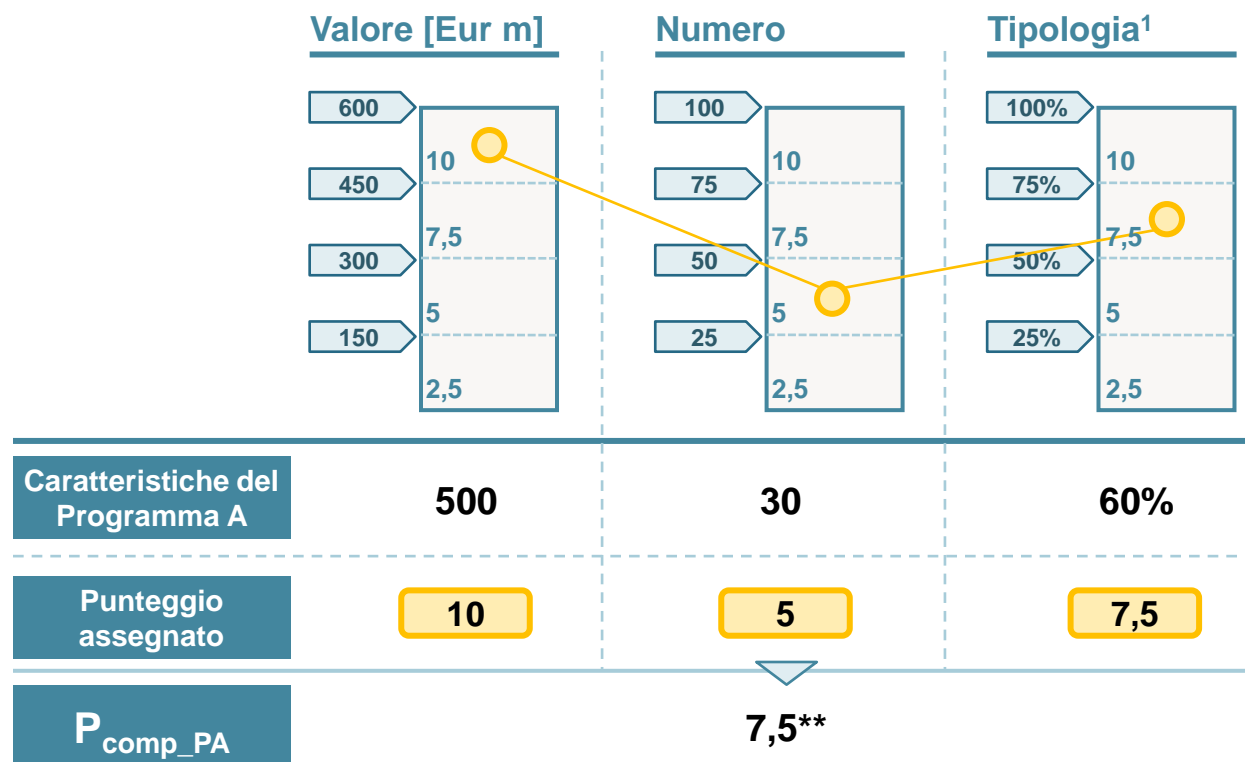 Valore [Eur m] Numero Tipologia¹
600 100 100%
10 10 10
450 75 75%
7,5 7,5 7,5
300 50 50%
5 5 5
150 25 25%
2,5 2,5 2,5
Caratteristiche del
Programma A
500 30 60%
Punteggio
assegnato
10 5 7,5
P comp_PA 7,5**